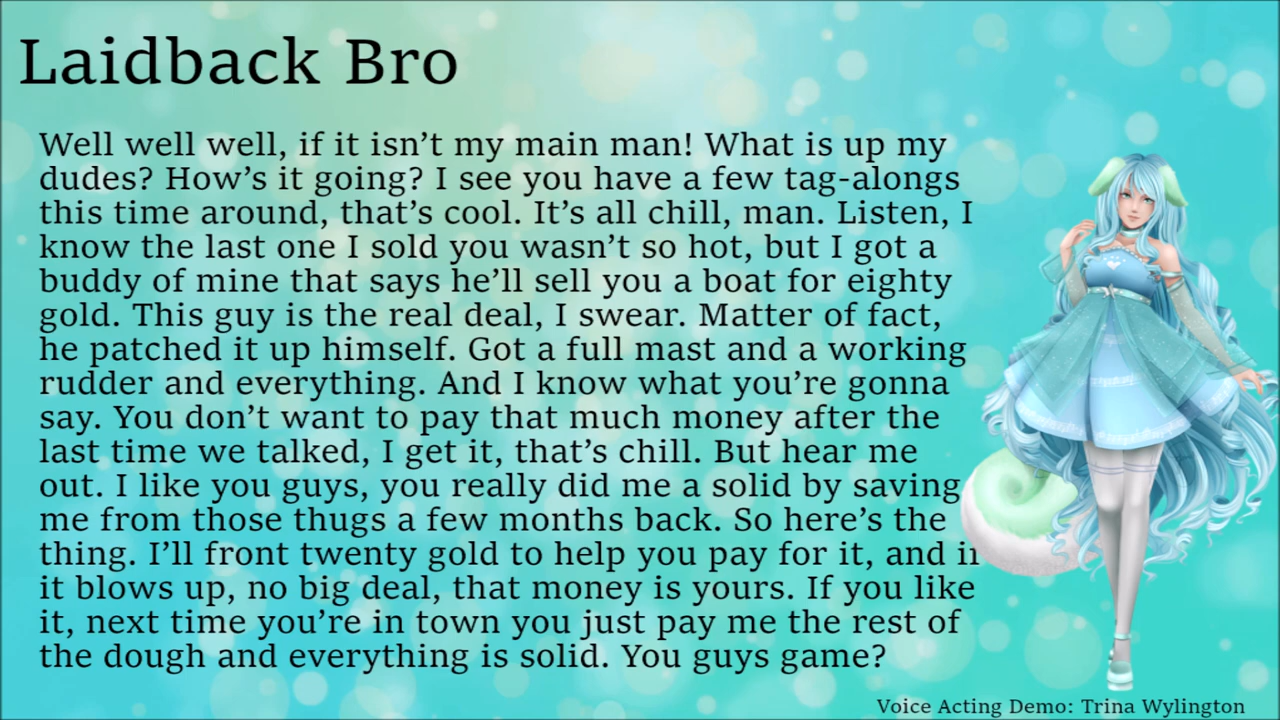 Laidback Bro
Well well well, if it isn’t my main man! What is up my
dudes? How’s it going? I see you have a few tag-alongs
this time around, that’s cool. It’s all chill, man. Listen, I
know the last one I sold you wasn’t so hot, but I got a
buddy of mine that says he’ll sell you a boat for eighty
gold. This guy is the real deal, I swear. Matter of fact,
he patched it up himself. Got a full mast and a working
rudder and everything. And I know what you’re gonna
say. You don’t want to pay that much money after the
last time we talked, I get it, that’s chill. But hear me
out. I like you guys, you really did me a solid by saving
me from those thugs a few months back. So here’s the
thing. I’ll front twenty gold to help you pay for it, and if
it blows up, no big deal, that money is yours. If you like
it, next time you’re in town you just pay me the rest of
the dough and everything is solid. You guys game?
Voice Acting Demo: Trina Wylington